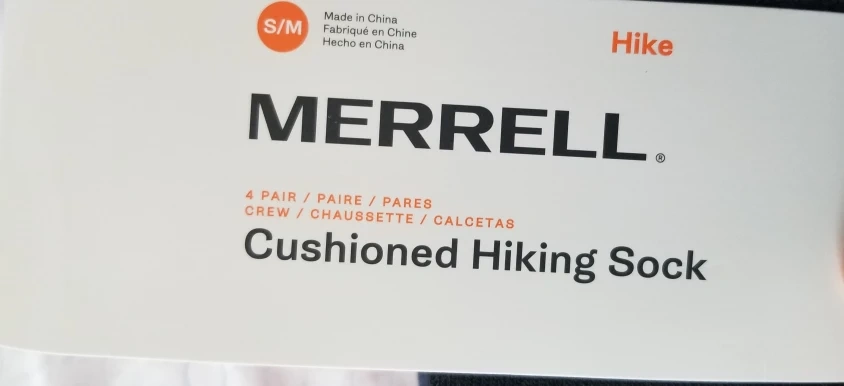 S/M
Made in China
Fabriqué en Chine
Hecho en China
Hike
MERRELL®
4 PAIR / PAIRE / PARES
CREW / CHAUSSETTE / CALCETAS
Cushioned Hiking Sock